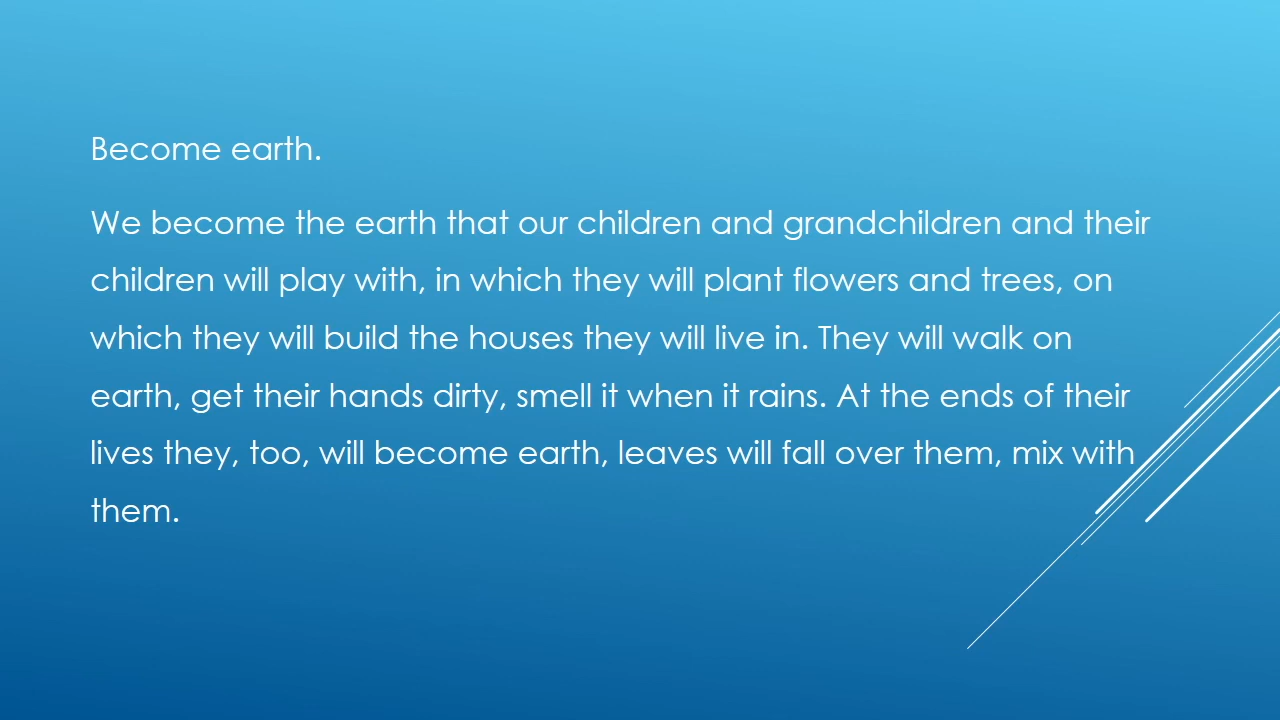 Become earth.
We become the earth that our children and grandchildren and their
children will play with, in which they will plant flowers and trees, on
which they will build the houses they will live in. They will walk on
earth, get their hands dirty, smell it when it rains. At the ends of their
lives they, too, will become earth, leaves will fall over them, mix with
them.